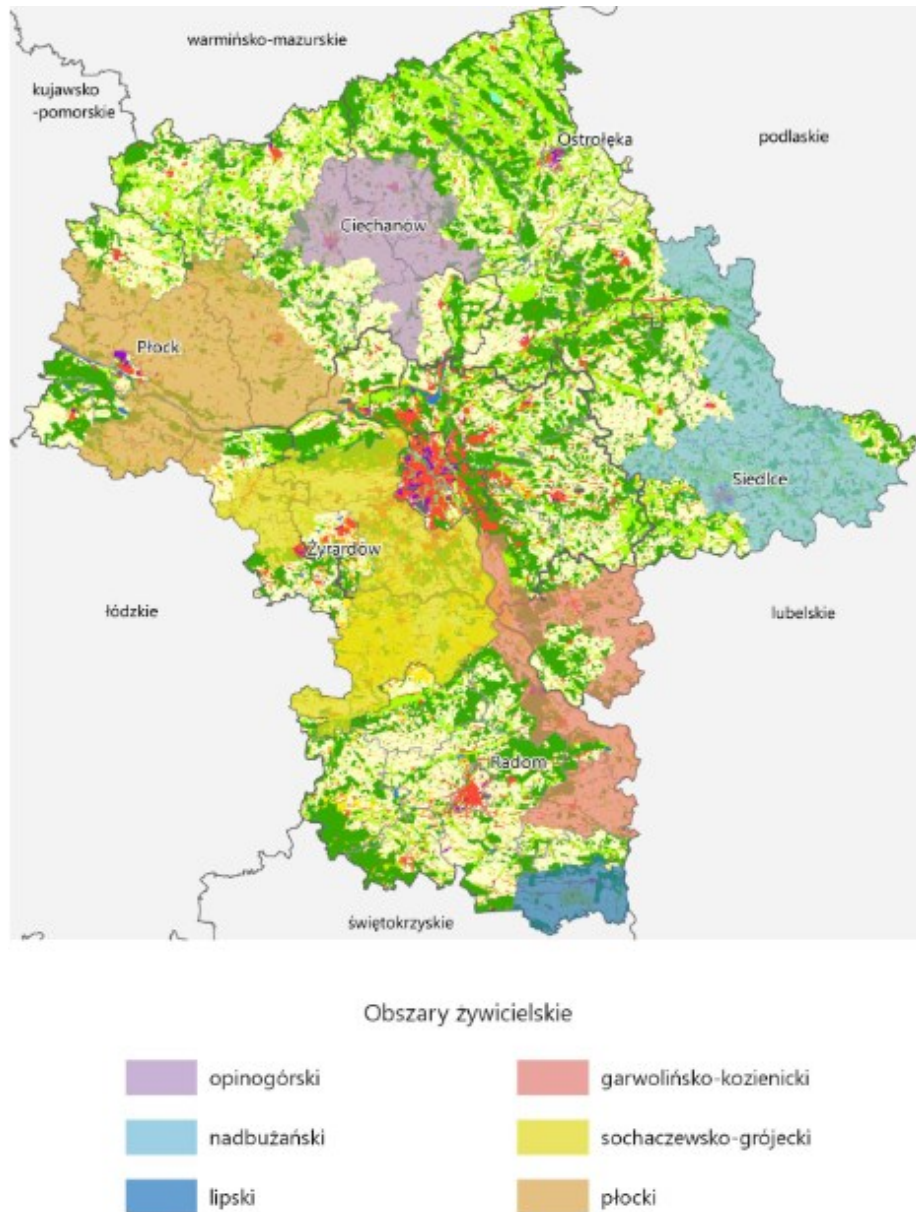 warmińsko-mazurskie
kujawsko
-pomorskie
podlaskie
Ostrołęka
Ciechanów
Płock
Siedlce
Żyrardów
łódzkie
lubelskie
Radom
świętokrzyskie
Obszary żywicielskie
opinogórski
garwolińsko-kozienicki
nadbużański
sochaczewsko-grójecki
lipski
płocki